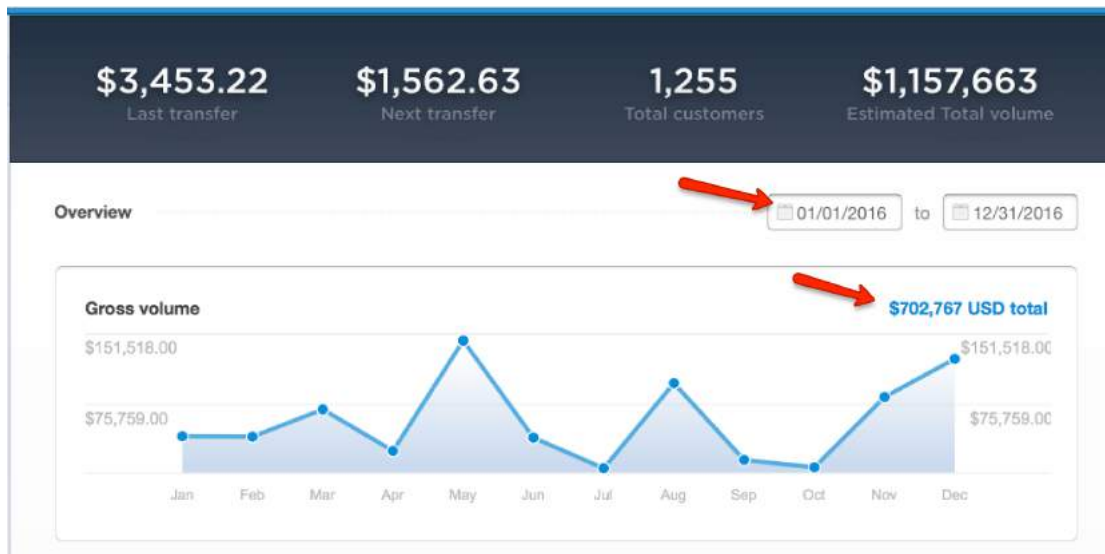 $3,453.22 $1,562.63 1,255 $1,157,663
Last transfer Next transfer Total customers Estimated Total volume
Overview 01/01/2016 to 12/31/2016
Gross volume $702,767 USD total
$151,518.00 $151,518.00
$75,759.00 $75,759.00
Jan Feb Mar Apr May Jun Jul Aug Sep Oct Nov Dec